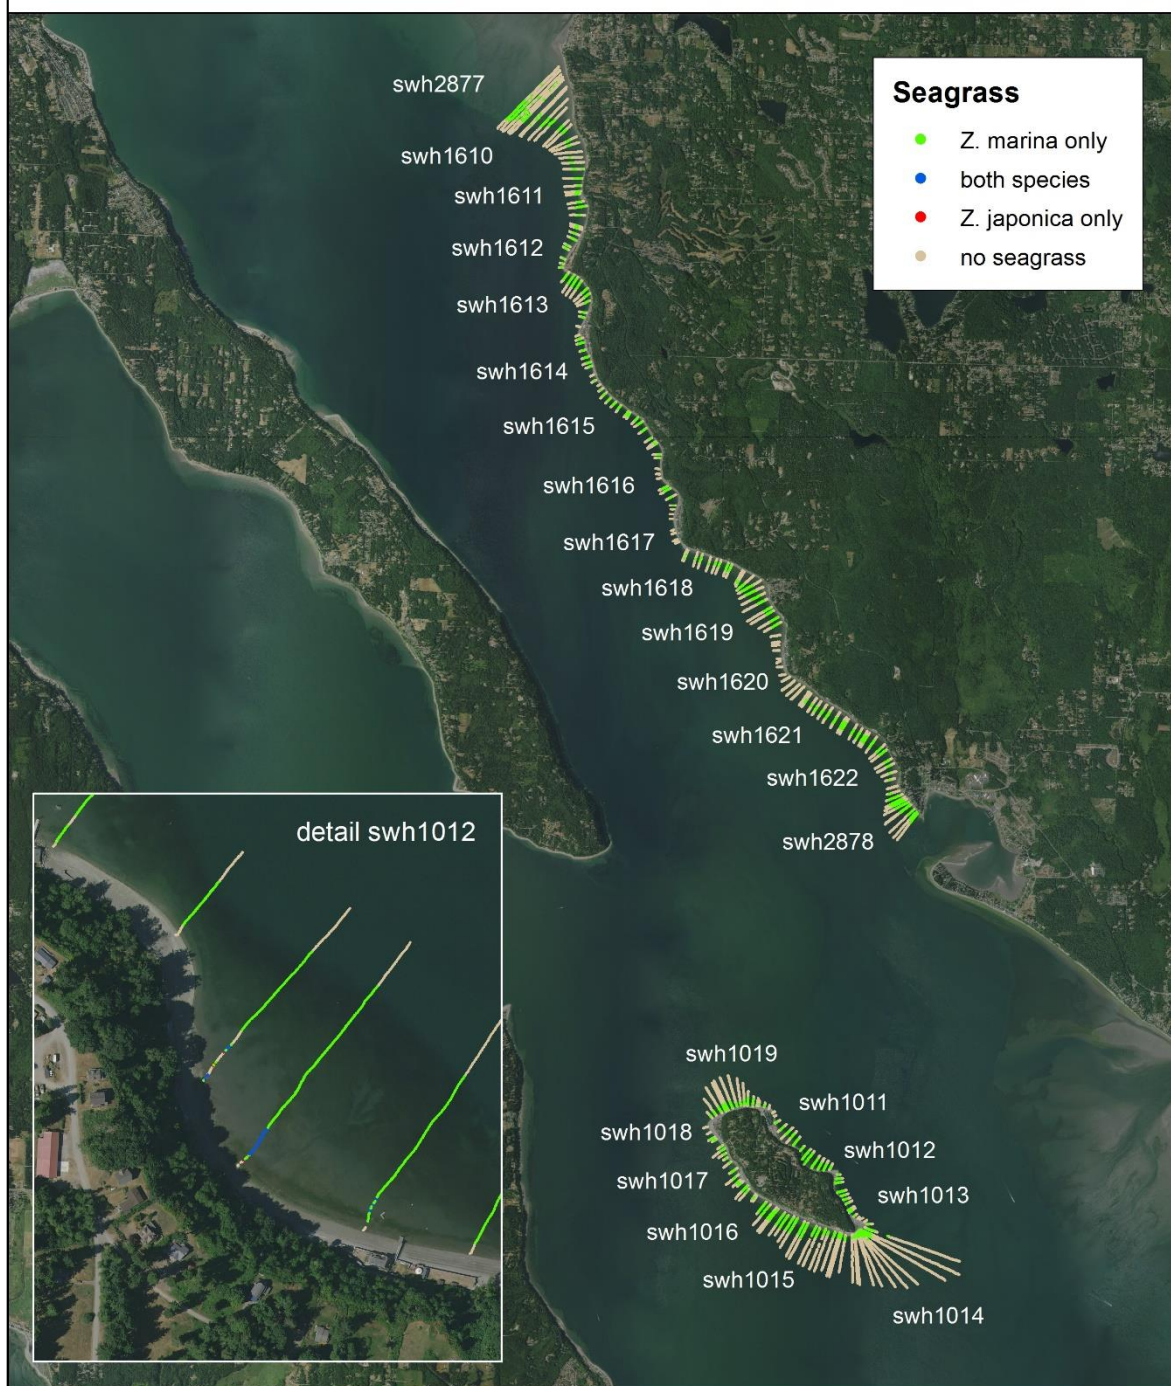 swh2877
swh1610
swh1611
swh1612
swh1613
swh1614
swh1615
swh1616
swh1617
swh1618
swh1619
swh1620
swh1621
swh1622
swh2878
Seagrass
Z. marina only
both species
Z. japonica only
no seagrass
detail swh1012
swh1019
swh1011
swh1018
swh1012
swh1017
swh1013
swh1016
swh1015
swh1014